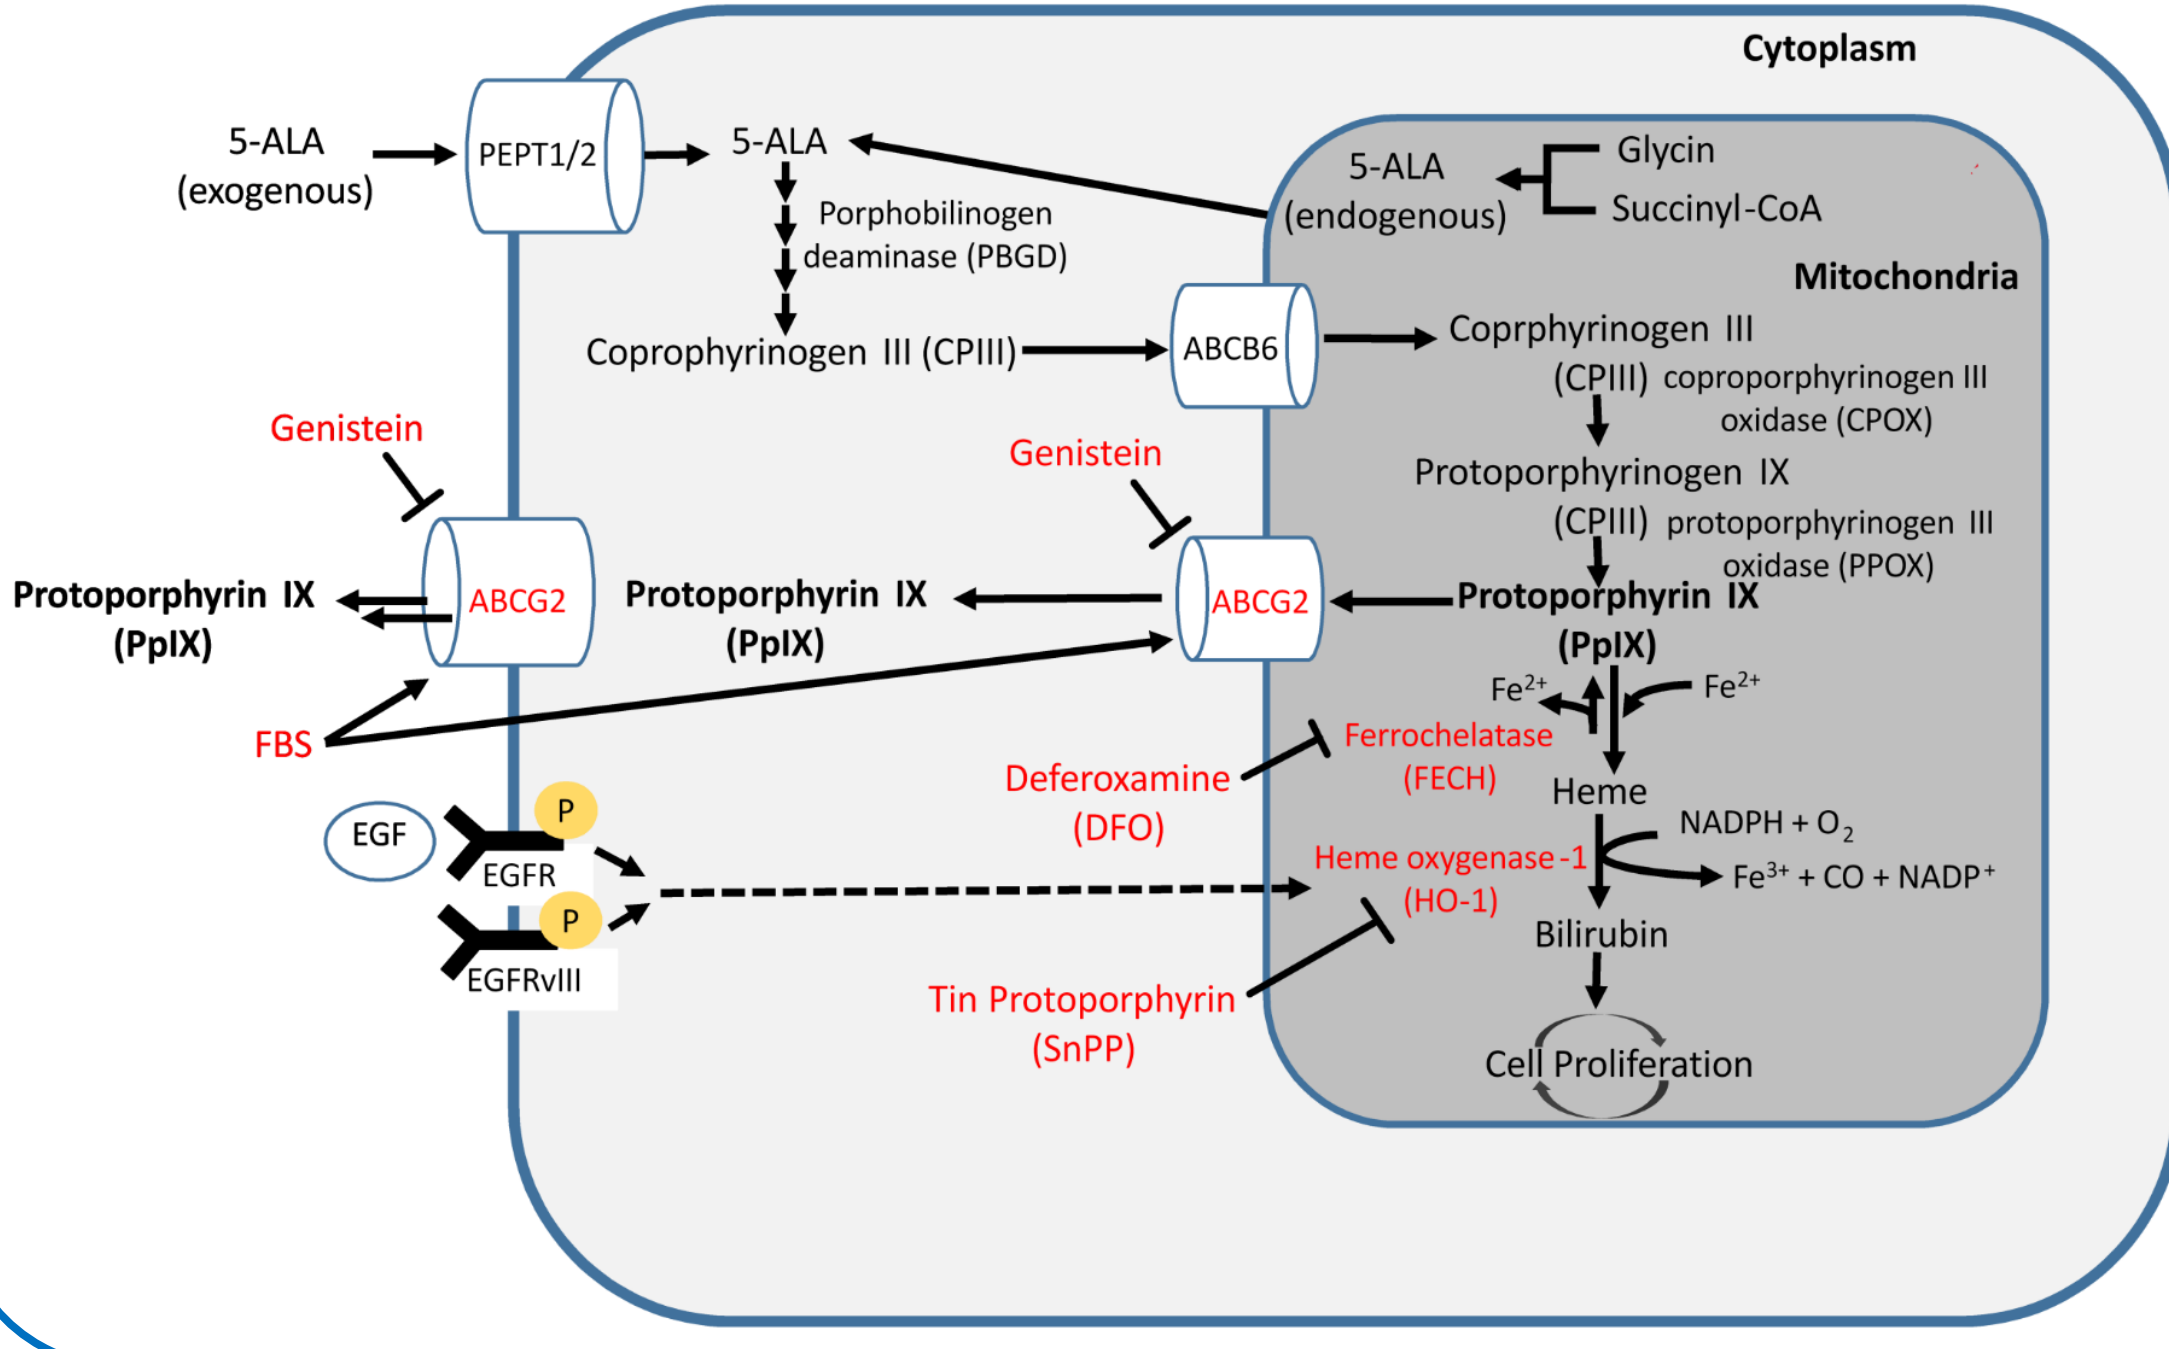 Cytoplasm
5-ALA
(exogenous)
PEPT1/2
5-ALA
5-ALA
(endogenous)
Glycin
Succinyl-CoA
Porphobilinogen
deaminase (PBGD)
Mitochondria
Coprophyrinogen III (CPIII)
ABCB6
Coprphyrinogen III
(CPIII) coproporphyrinogen III
oxidase (CPOX)
Genistein
Genistein
Protoporphyrinogen IX
(CPIII) protoporphyrinogen III
oxidase (PPOX)
Protoporphyrin IX
(PpIX)
ABCG2
Protoporphyrin IX
(PpIX)
ABCG2
Protoporphyrin IX
(PpIX)
Fe2+
Fe2+
FBS
Deferoxamine
(DFO)
Ferrochelatase
(FECH)
Heme
EGF
P
EGFR
NADPH + O2
Heme oxygenase-1
(HO-1)
Fe3+ + CO + NADP+
P
EGFRvIII
Bilirubin
Tin Protoporphyrin
(SnPP)
Cell Proliferation